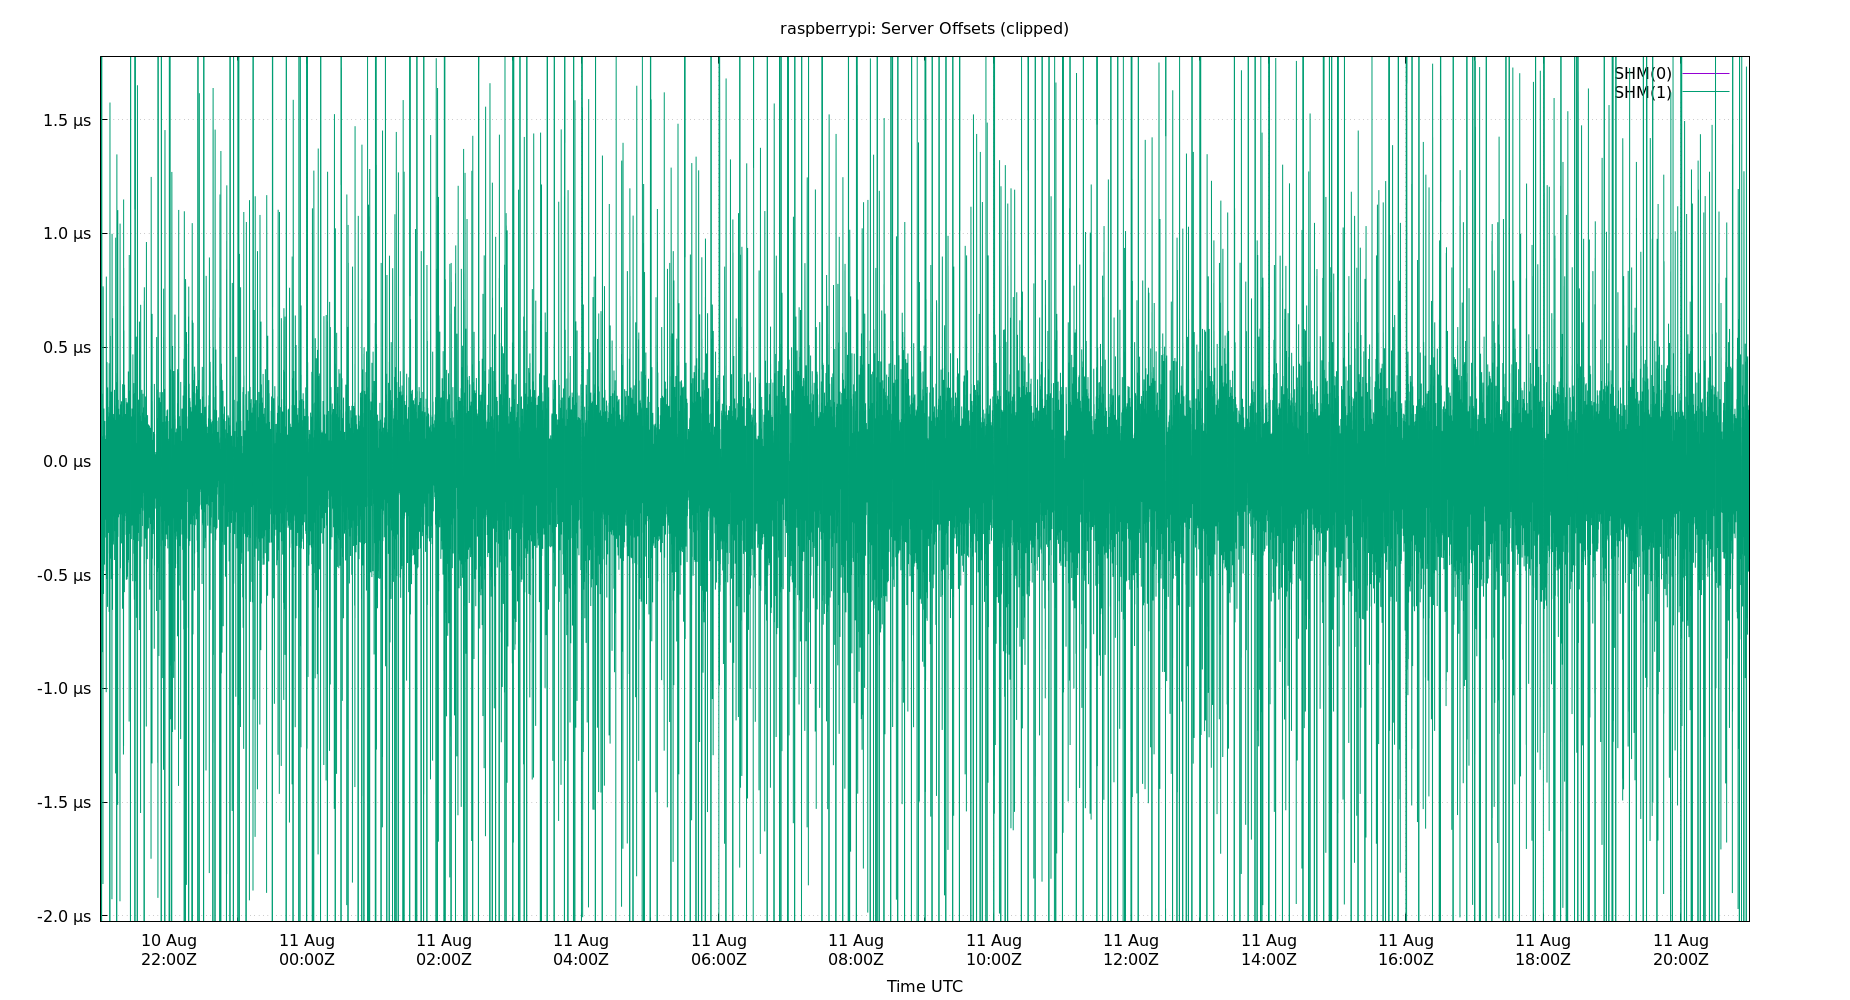 raspberrypi: Server Offsets (clipped)
SHM(0)
SHM(1)
1.5 µs
1.0 µs
0.5 µs
0.0 µs
-0.5 µs
-1.0 µs
-1.5 µs
-2.0 µs
10 Aug 11 Aug 11 Aug 11 Aug 11 Aug 11 Aug 11 Aug 11 Aug 11 Aug 11 Aug 11 Aug 11 Aug
22:00Z 00:00Z 02:00Z 04:00Z 06:00Z 08:00Z 10:00Z 12:00Z 14:00Z 16:00Z 18:00Z 20:00Z
Time UTC